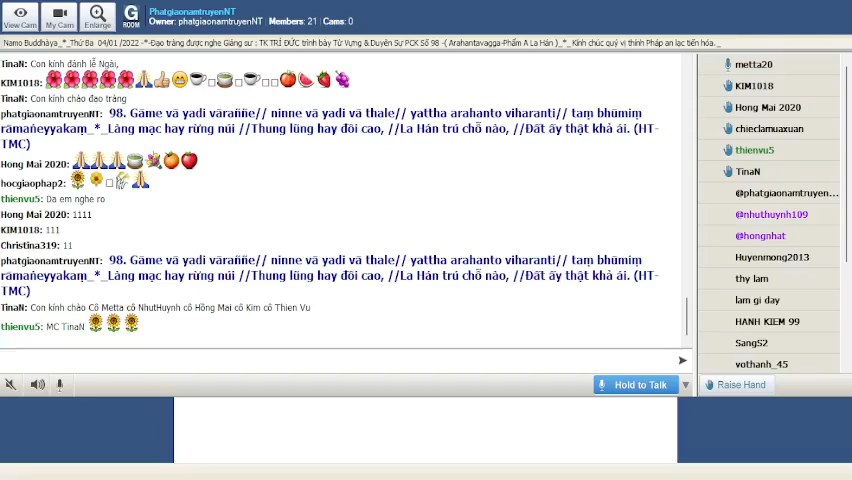 PhatgiaonamtruyenNT
Owner: phatgiaonamtruyenNT Members: 21 | Cams: 0
View Cam
My Cam
Enlarge
ROOM
Namo Buddhàya_*_Thứ Ba 04/01 /2022 -*-Đạo tràng được nghe Giảng sư : TK TRÍ ĐỨC trình bày Từ Vựng & Duyên Sự PCK Số 98 -( Arahantavagga-Phẩm A La Hán )_*_Kính chúc quý vị thính Pháp an lạc tiến hóa._
TinaN: Con kính đảnh lễ Ngài,
KIM1018:
TinaN: Con kính chào đạo tràng
phatgiaonamtruyenNT: 98. Gāme vā yadi vāraññe// ninne vā yadi vā thale// yattha arahanto viharanti// taṃ bhūmiṃ
rāmaṇeyyakaṃ_*_Làng mạc hay rừng núi //Thung lũng hay đồi cao, //La Hán trú chỗ nào, //Đất ấy thật khả ái. (HT-
TMC)
Hong Mai 2020:
hocgiaophap2:
thienvu5: Da em nghe ro
Hong Mai 2020: 1111
KIM1018: 111
Christina319: 11
phatgiaonamtruyenNT: 98. Gāme vā yadi vāraññe// ninne vā yadi vā thale// yattha arahanto viharanti// taṃ bhūmiṃ
rāmaṇeyyakaṃ_*_Làng mạc hay rừng núi //Thung lũng hay đồi cao, //La Hán trú chỗ nào, //Đất ấy thật khả ái. (HT-
TMC)
TinaN: Con kính chào Cô Metta cô NhutHuynh cô Hồng Mai cô Kim cô Thien Vu
thienvu5: MC TinaN
metta20
KIM1018
Hong Mai 2020
chieclamuaxuan
thienvu5
TinaN
@phatgiaonamtruyen...
@nhuthuynh109
@hongnhat
Huyenmong2013
thy lam
lam gi day
HANH KIEM 99
SangS2
vothanh_45
Hold to Talk
Raise Hand